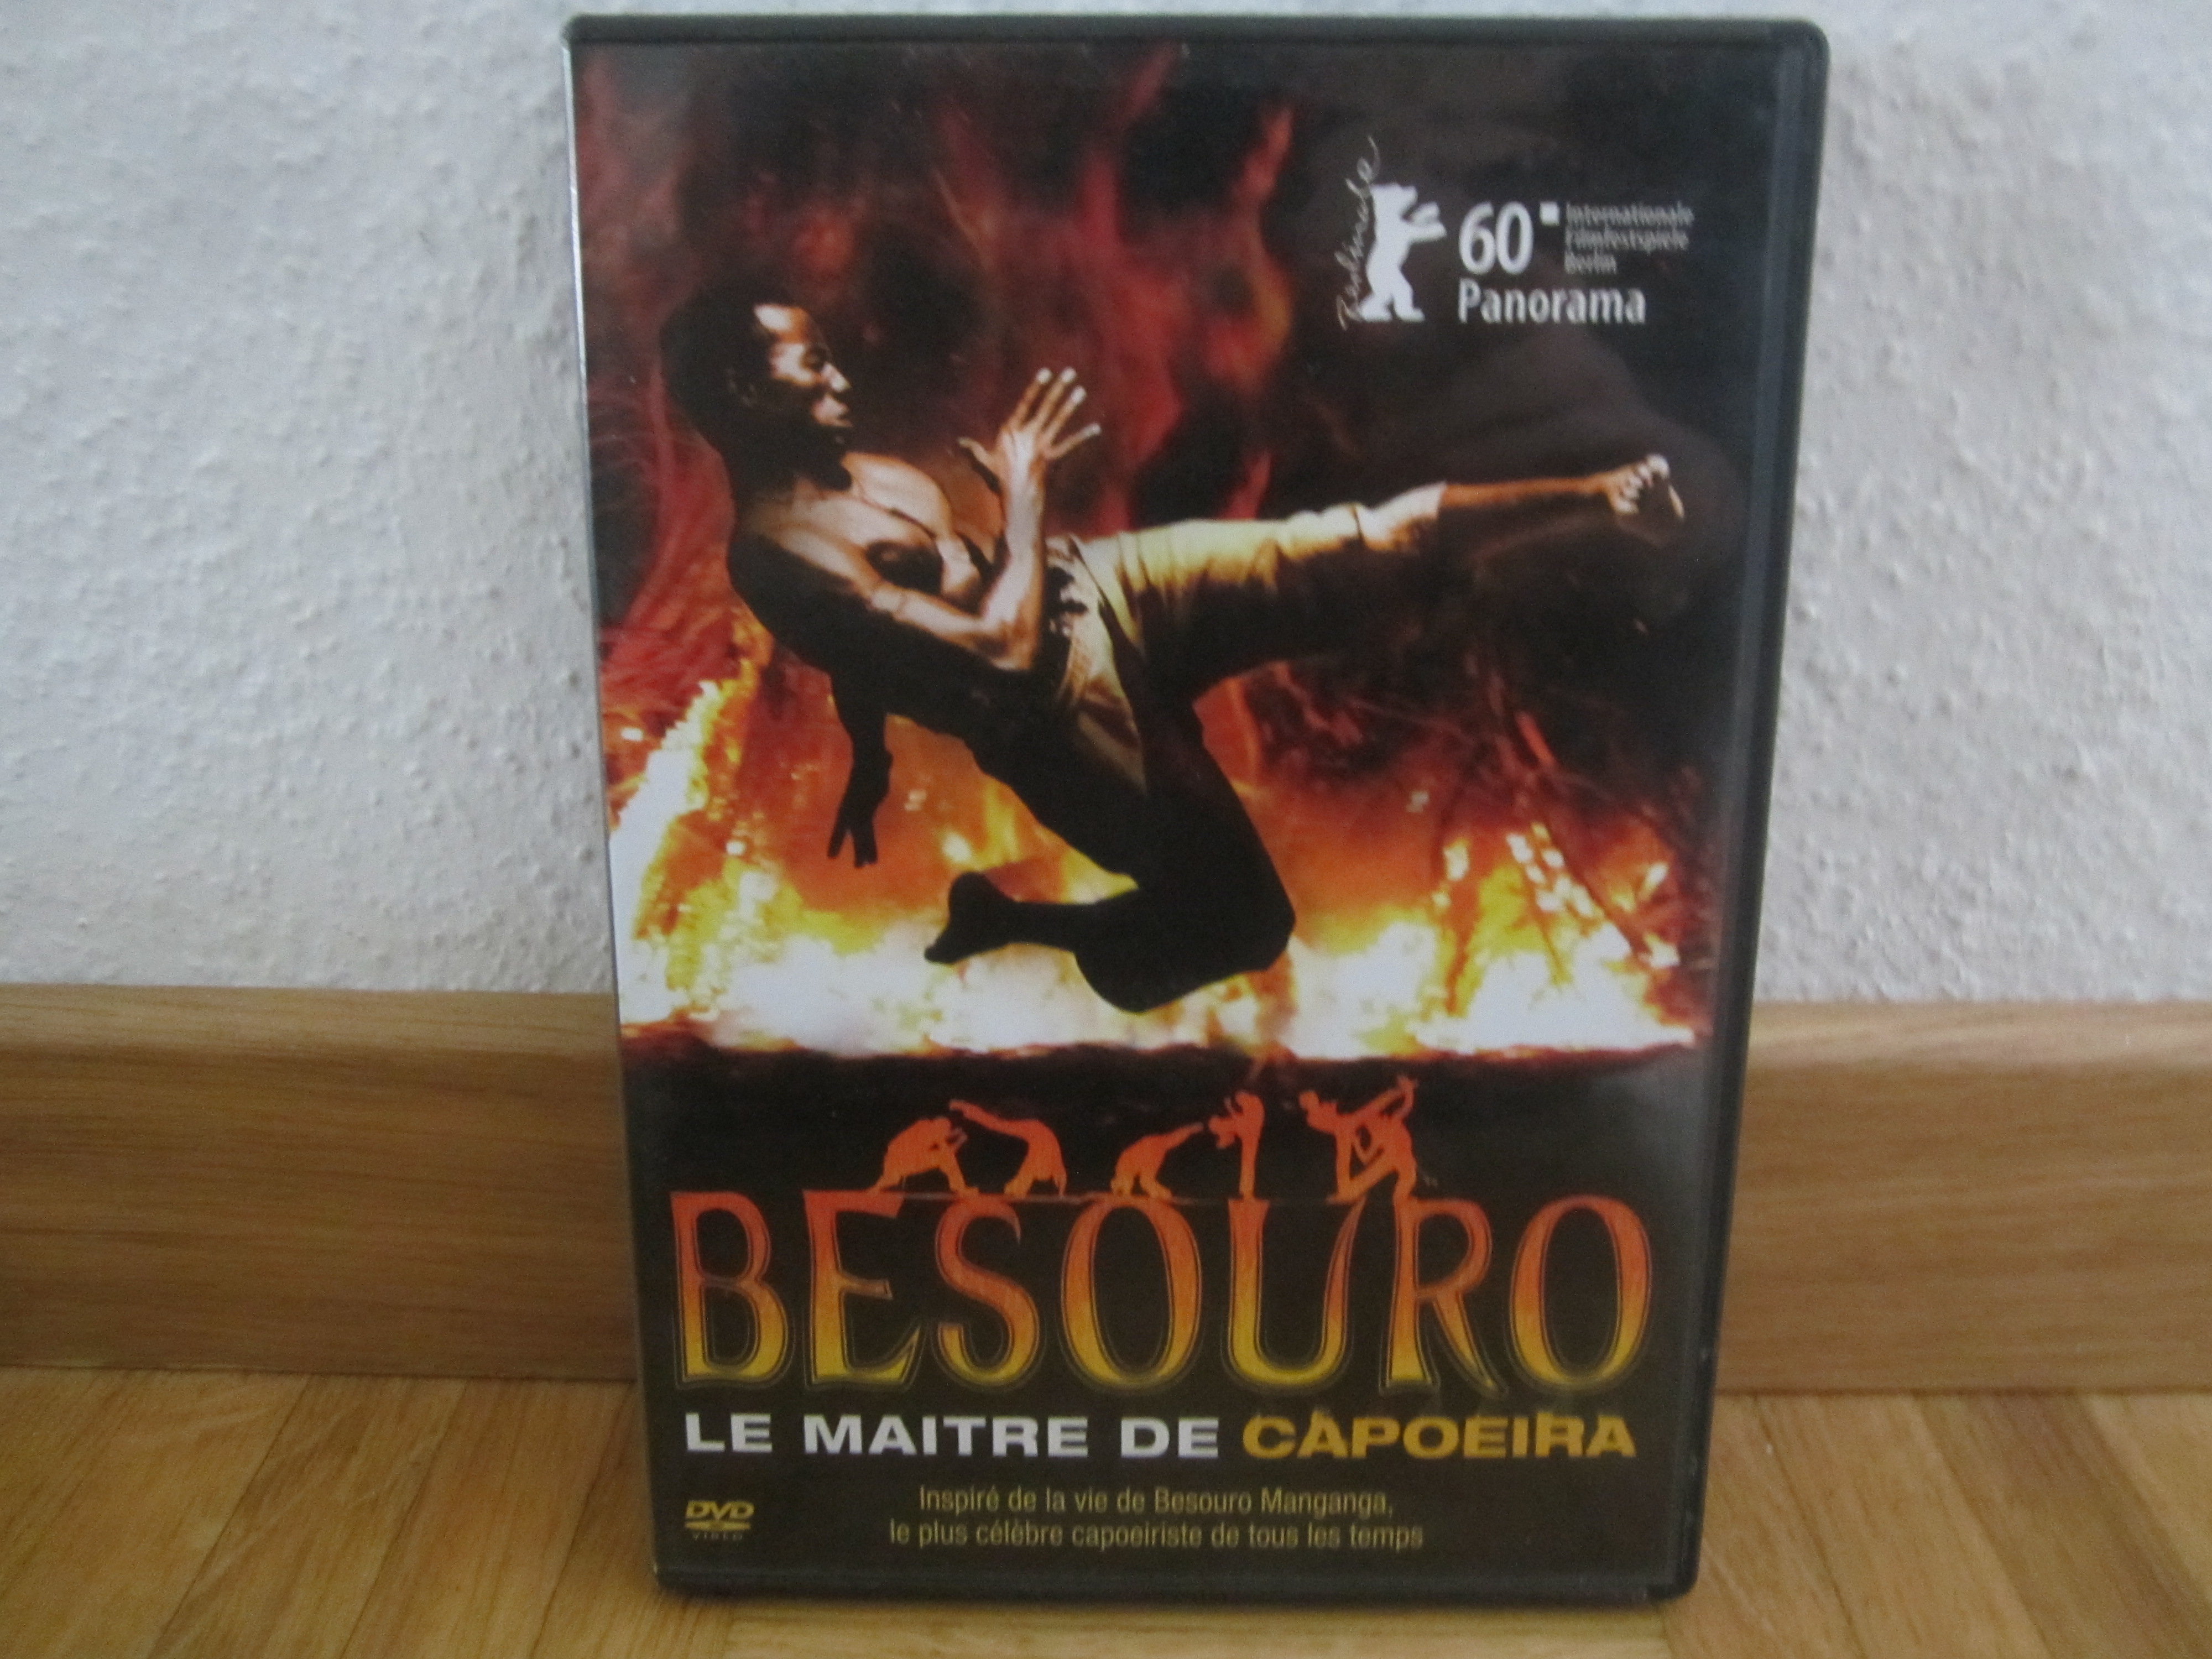 Berlinale
60 Internationale
Filmfestspiele
Berlin
Panorama
BESOURO
LE MAITRE DE CAPOEIRA
Inspiré de la vie de Besouro Manganga,
le plus célèbre capoeiriste de tous les temps
DVD
VIDEO